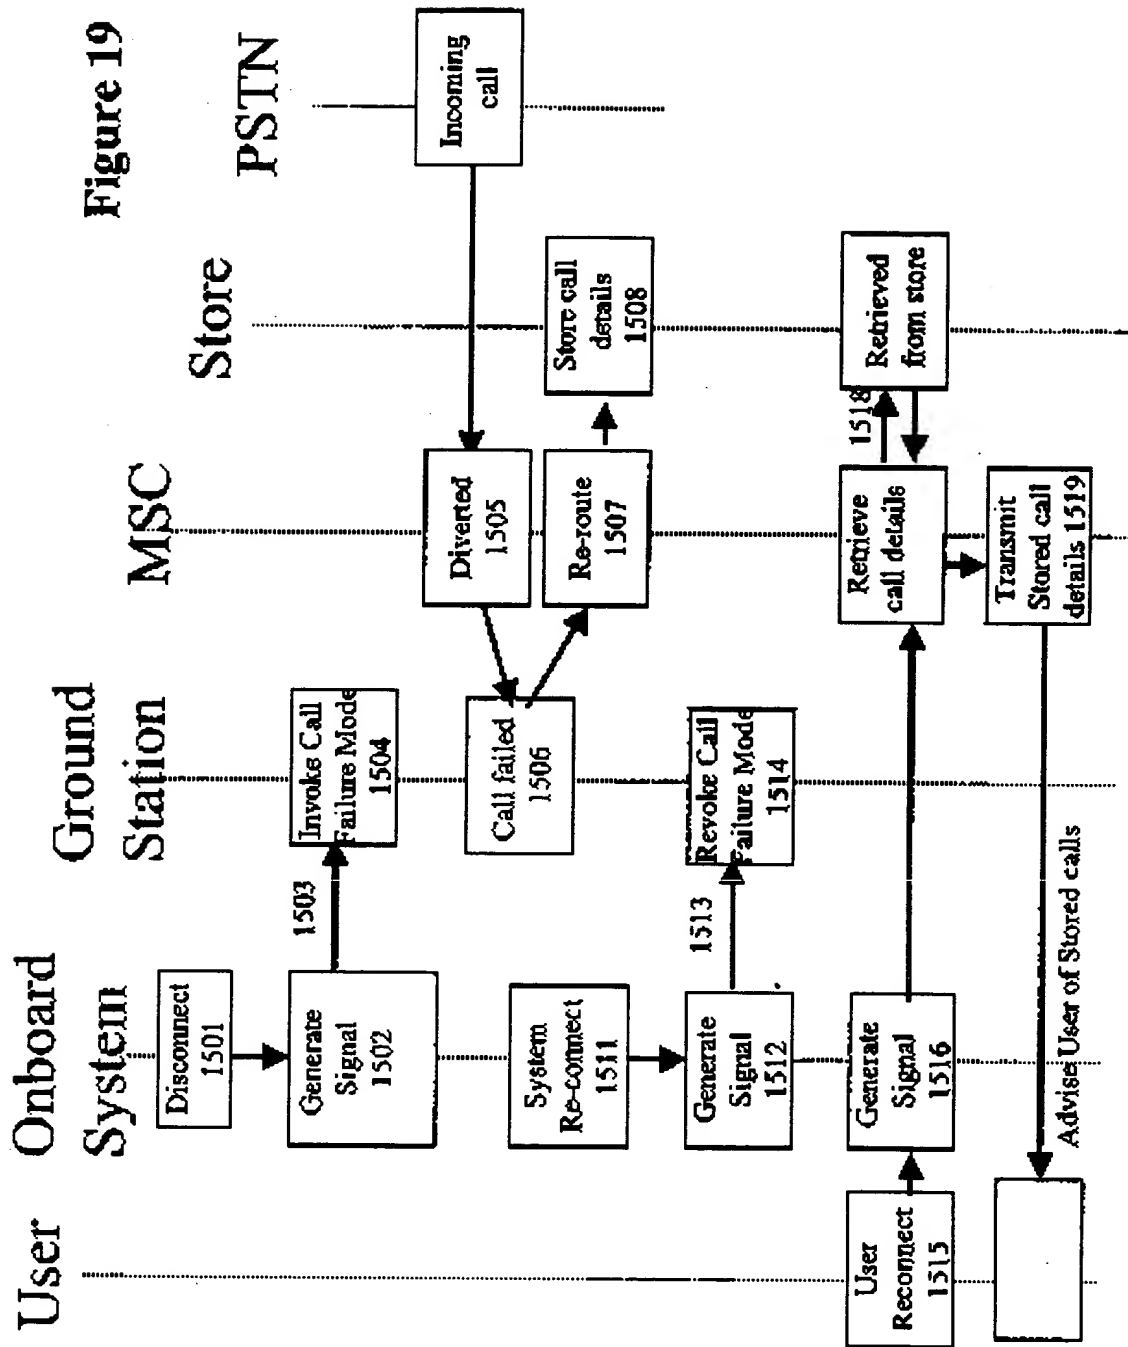 Figure 19
User
Onboard
System
Ground
Station
MSC
Store
PSTN
Disconnect
1501
Generate
Signal
1502
1503
Invoke Call
Failure Mode
1504
Incoming
call
Diverted
1505
Call failed
1506
Re-route
1507
Store call
details
1508
System
Re-connect
1511
Generate
Signal
1512
1513
Revoke Call
Failure Mode
1514
User
Reconnect
1515
Generate
Signal
1516
Retrieve
call details
1518
Retrieved
from store
Transmit
Stored call
details 1519
Advise User of Stored calls